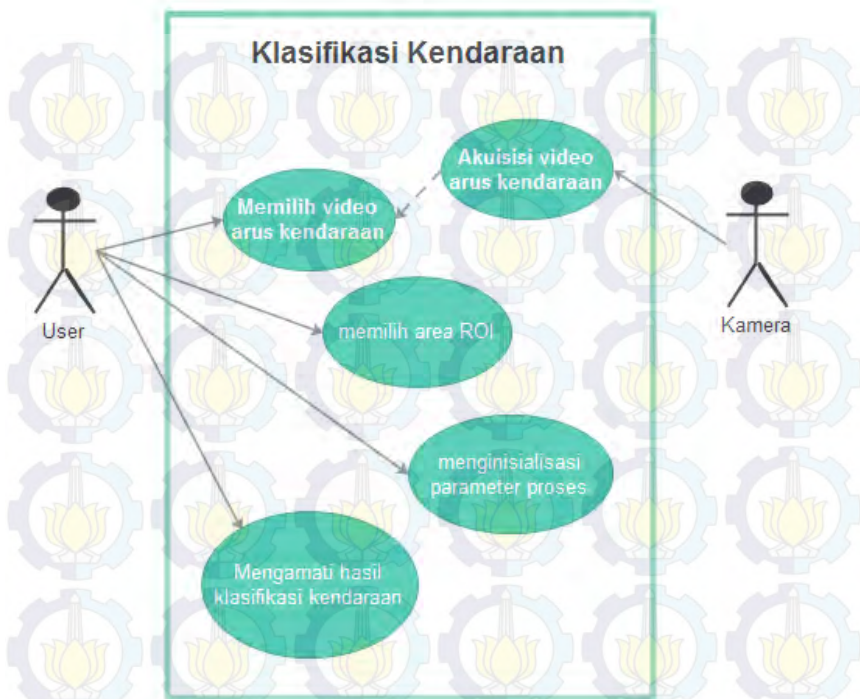 Klasifikasi Kendaraan
Akuisisi video
arus kendaraan
Memilih video
arus kendaraan
User
memilih area ROI
Kamera
menginisialisasi
parameter proses
Mengamati hasil
klasifikasi kendaraan